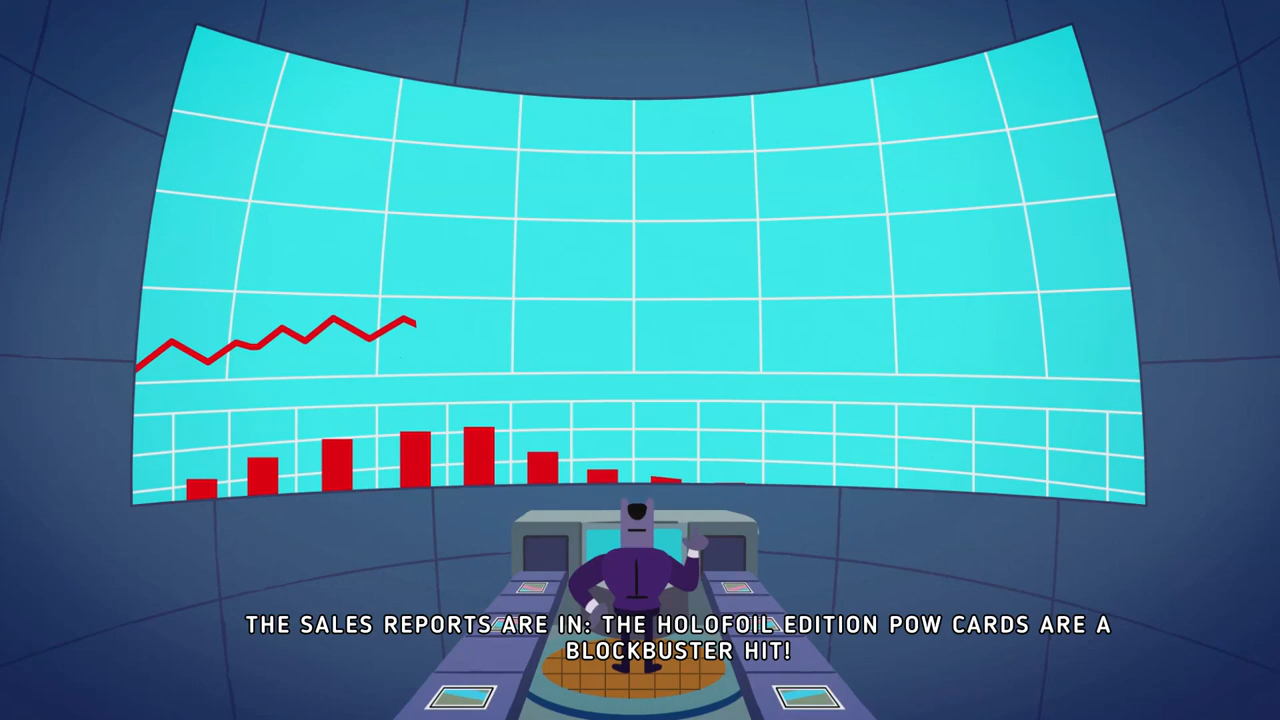 THE SALES REPORTS ARE IN: THE HOLOFOIL EDITION POW CARDS ARE A
BLOCKBUSTER HIT!